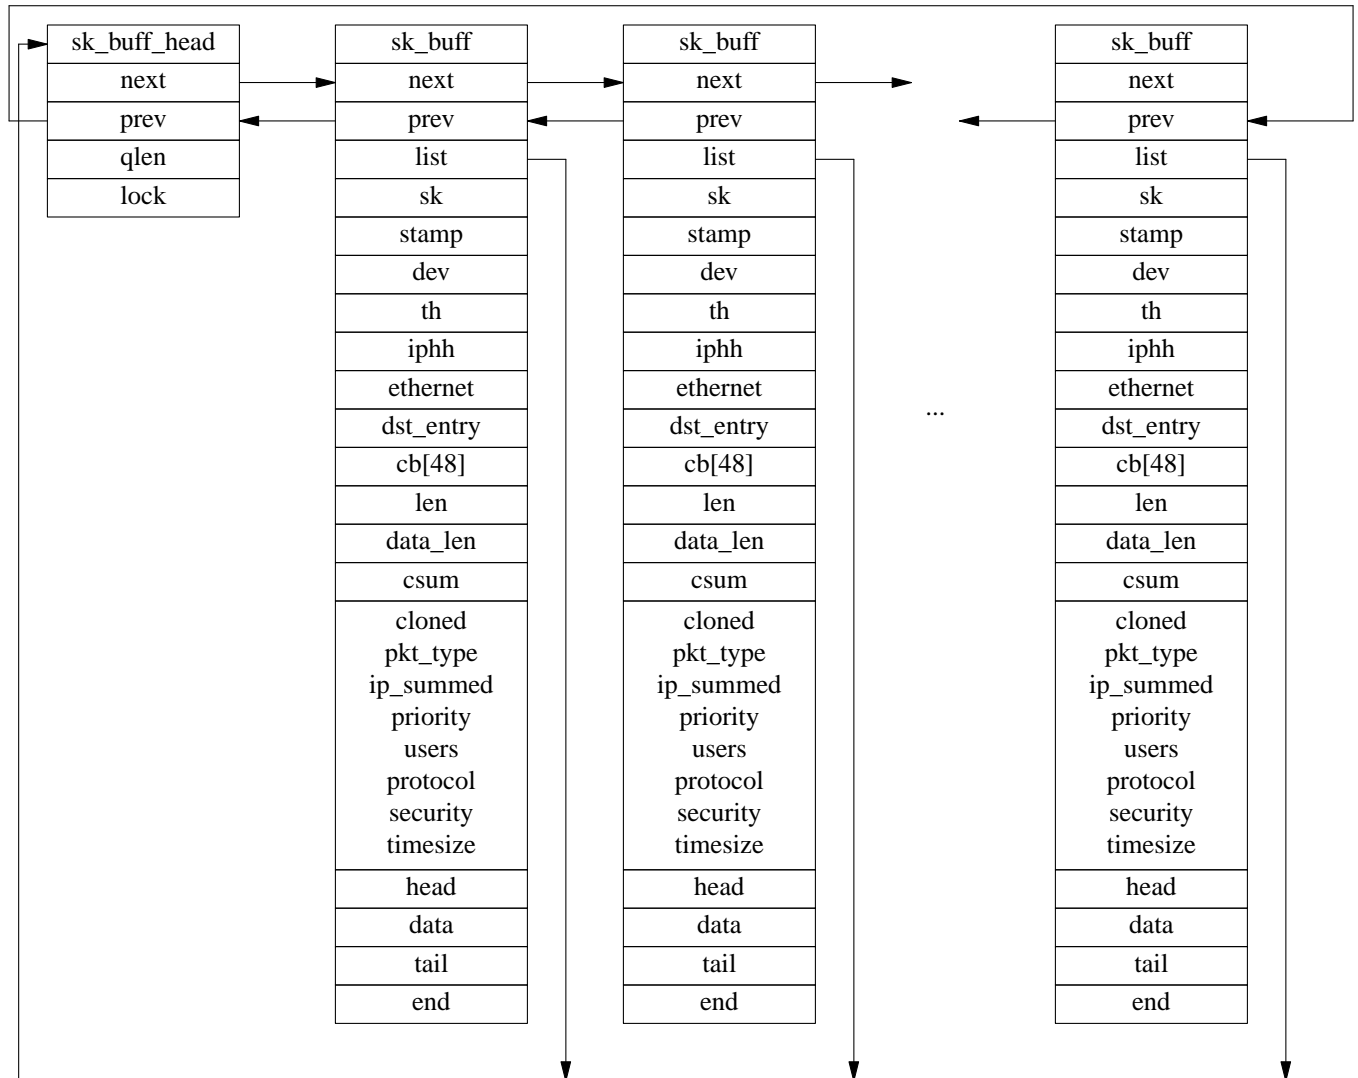 sk_buff_head
next
prev
qlen
lock
sk_buff
next
prev
list
sk
stamp
dev
th
iphh
ethernet
dst_entry
cb[48]
len
data_len
csum
cloned
pkt_type
ip_summed
priority
users
protocol
security
timesize
head
data
tail
end
sk_buff
next
prev
list
sk
stamp
dev
th
iphh
ethernet
dst_entry
cb[48]
len
data_len
csum
cloned
pkt_type
ip_summed
priority
users
protocol
security
timesize
head
data
tail
end
...
sk_buff
next
prev
list
sk
stamp
dev
th
iphh
ethernet
dst_entry
cb[48]
len
data_len
csum
cloned
pkt_type
ip_summed
priority
users
protocol
security
timesize
head
data
tail
end